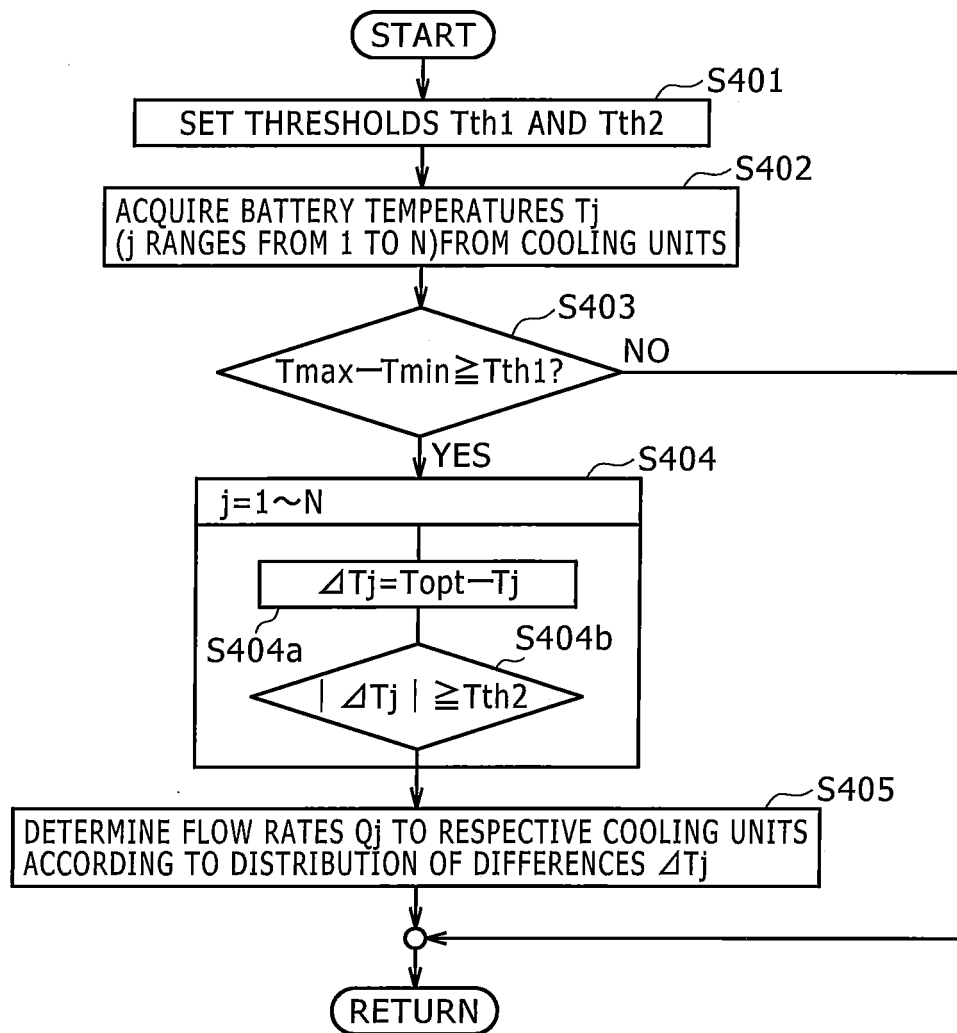 START
S401
SET THRESHOLDS Tth1 AND Tth2
S402
ACQUIRE BATTERY TEMPERATURES Tj
(j RANGES FROM 1 TO N)FROM COOLING UNITS
S403
Tmax—Tmin≧Tth1?
NO
YES
S404
j=1～N
⊿Tj=Topt—Tj
S404a
S404b
| ⊿Tj | ≧Tth2
S405
DETERMINE FLOW RATES Qj TO RESPECTIVE COOLING UNITS
ACCORDING TO DISTRIBUTION OF DIFFERENCES ⊿Tj
RETURN